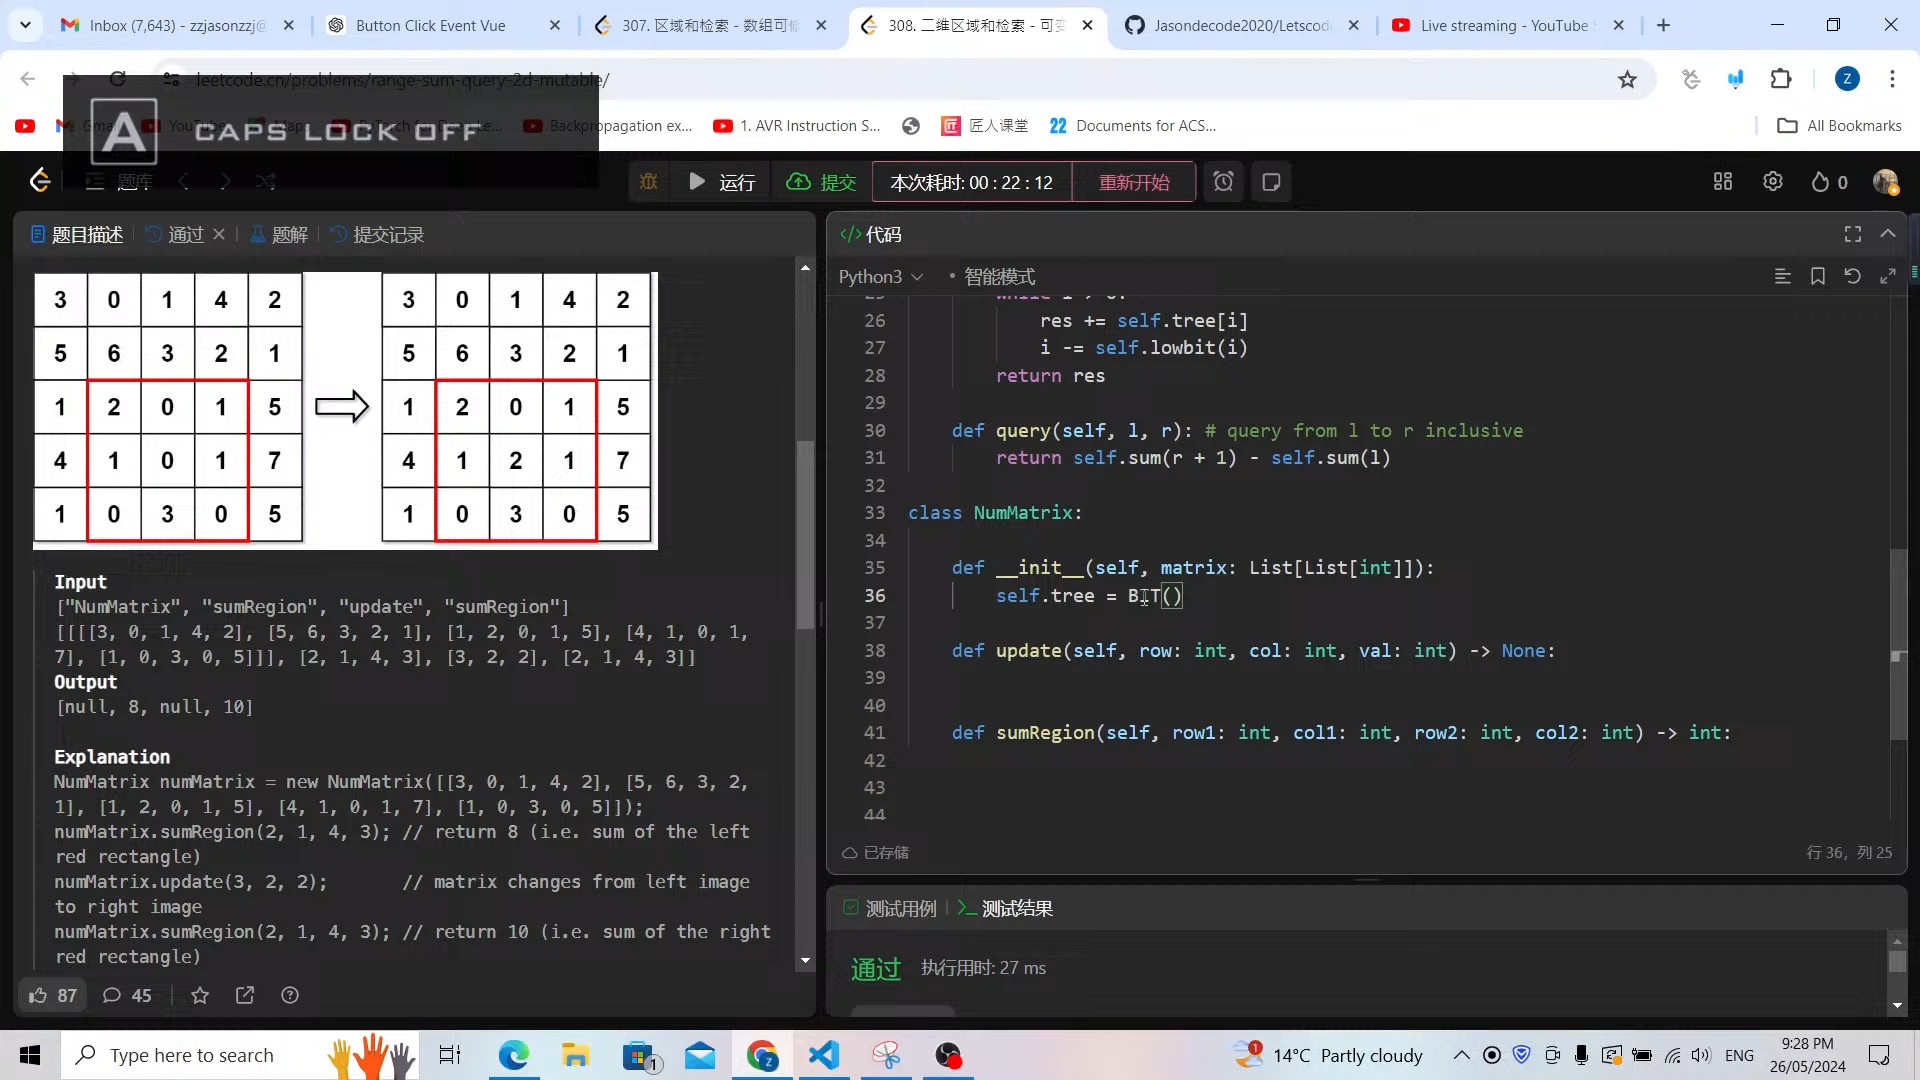 Inbox (7,643) - zzjasonzzj@
Button Click Event Vue
307. 区域和检索 - 数组可修
308. 二维区域和检索 - 可变
Jasondecode2020/Letscod
Live streaming - YouTube S
leetcode.cn/problems/range-sum-query-2d-mutable/
A CAPS LOCK OFF
Backpropagation ex...
1. AVR Instruction S...
匠人课堂
22 Documents for ACS...
All Bookmarks
题库
运行
提交
本次耗时: 00 : 22 : 12
重新开始
0
题目描述
通过
题解
提交记录
代码
Python3
• 智能模式
3 0 1 4 2
5 6 3 2 1
1 2 0 1 5
4 1 0 1 7
1 0 3 0 5
3 0 1 4 2
5 6 3 2 1
1 2 0 1 5
4 1 2 1 7
1 0 3 0 5
Input
["NumMatrix", "sumRegion", "update", "sumRegion"]
[[[[3, 0, 1, 4, 2], [5, 6, 3, 2, 1], [1, 2, 0, 1, 5], [4, 1, 0, 1,
7], [1, 0, 3, 0, 5]]], [2, 1, 4, 3], [3, 2, 2], [2, 1, 4, 3]]
Output
[null, 8, null, 10]
Explanation
NumMatrix numMatrix = new NumMatrix([[3, 0, 1, 4, 2], [5, 6, 3, 2,
1], [1, 2, 0, 1, 5], [4, 1, 0, 1, 7], [1, 0, 3, 0, 5]]);
numMatrix.sumRegion(2, 1, 4, 3); // return 8 (i.e. sum of the left
red rectangle)
numMatrix.update(3, 2, 2); // matrix changes from left image
to right image
numMatrix.sumRegion(2, 1, 4, 3); // return 10 (i.e. sum of the right
red rectangle)
87
45
26 res += self.tree[i]
27 i -= self.lowbit(i)
28 return res
29
30 def query(self, l, r): # query from l to r inclusive
31 return self.sum(r + 1) - self.sum(l)
32
33 class NumMatrix:
34
35 def __init__(self, matrix: List[List[int]]):
36 self.tree = BIT()
37
38 def update(self, row: int, col: int, val: int) -> None:
39
40
41 def sumRegion(self, row1: int, col1: int, row2: int, col2: int) -> int:
42
43
44
已存储
行 36, 列 25
测试用例
测试结果
通过
执行用时: 27 ms
Type here to search
1
1
14°C Partly cloudy
ENG
9:28 PM
26/05/2024